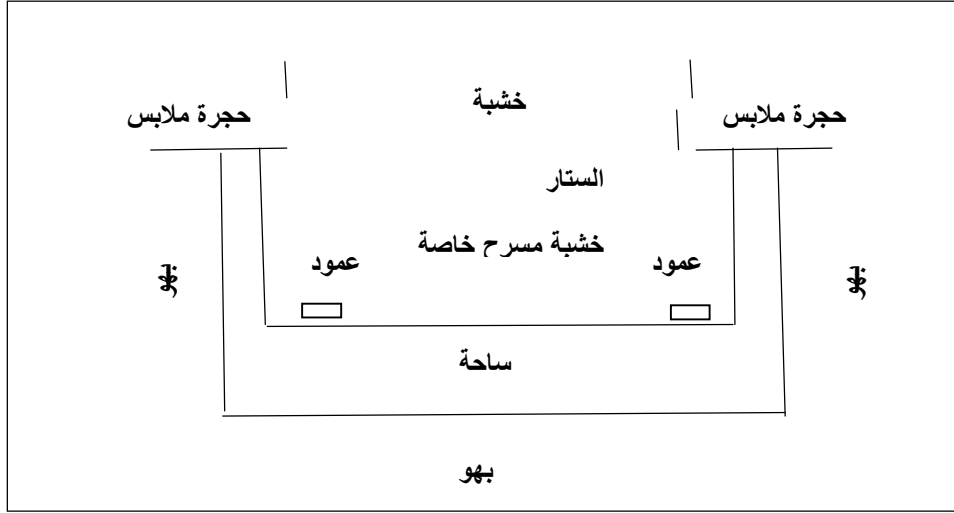 خشبة
حجرة ملابس
حجرة ملابس
الستار
خشبة مسرح خاصة
عمود
عمود
بهو
بهو
ساحة
بهو